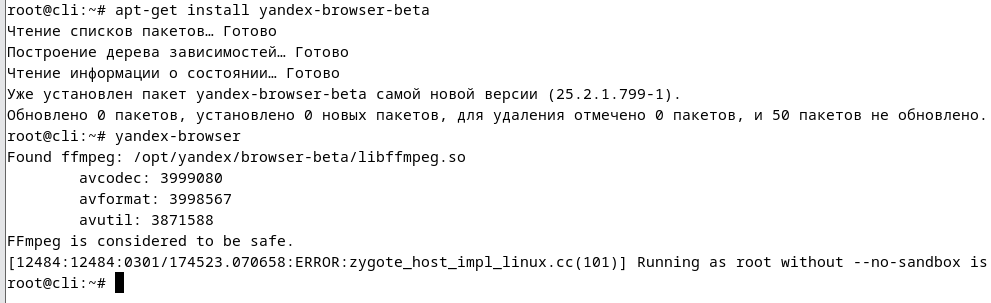 root@cli:~# apt-get install yandex-browser-beta
Чтение списков пакетов… Готово
Построение дерева зависимостей… Готово
Чтение информации о состоянии… Готово
Уже установлен пакет yandex-browser-beta самой новой версии (25.2.1.799-1).
Обновлено 0 пакетов, установлено 0 новых пакетов, для удаления отмечено 0 пакетов, и 50 пакетов не обновлено.
root@cli:~# yandex-browser
Found ffmpeg: /opt/yandex/browser-beta/libffmpeg.so
        avcodec: 3999080
        avformat: 3998567
        avutil: 3871588
FFmpeg is considered to be safe.
[12484:12484:0301/174523.070658:ERROR:zygote_host_impl_linux.cc(101)] Running as root without --no-sandbox is
root@cli:~#